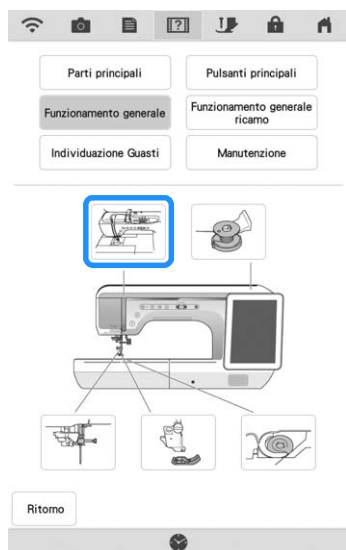 Parti principali
Pulsanti principali
Funzionamento generale
Funzionamento generale
ricamo
Individuazione Guasti
Manutenzione
Ritorno